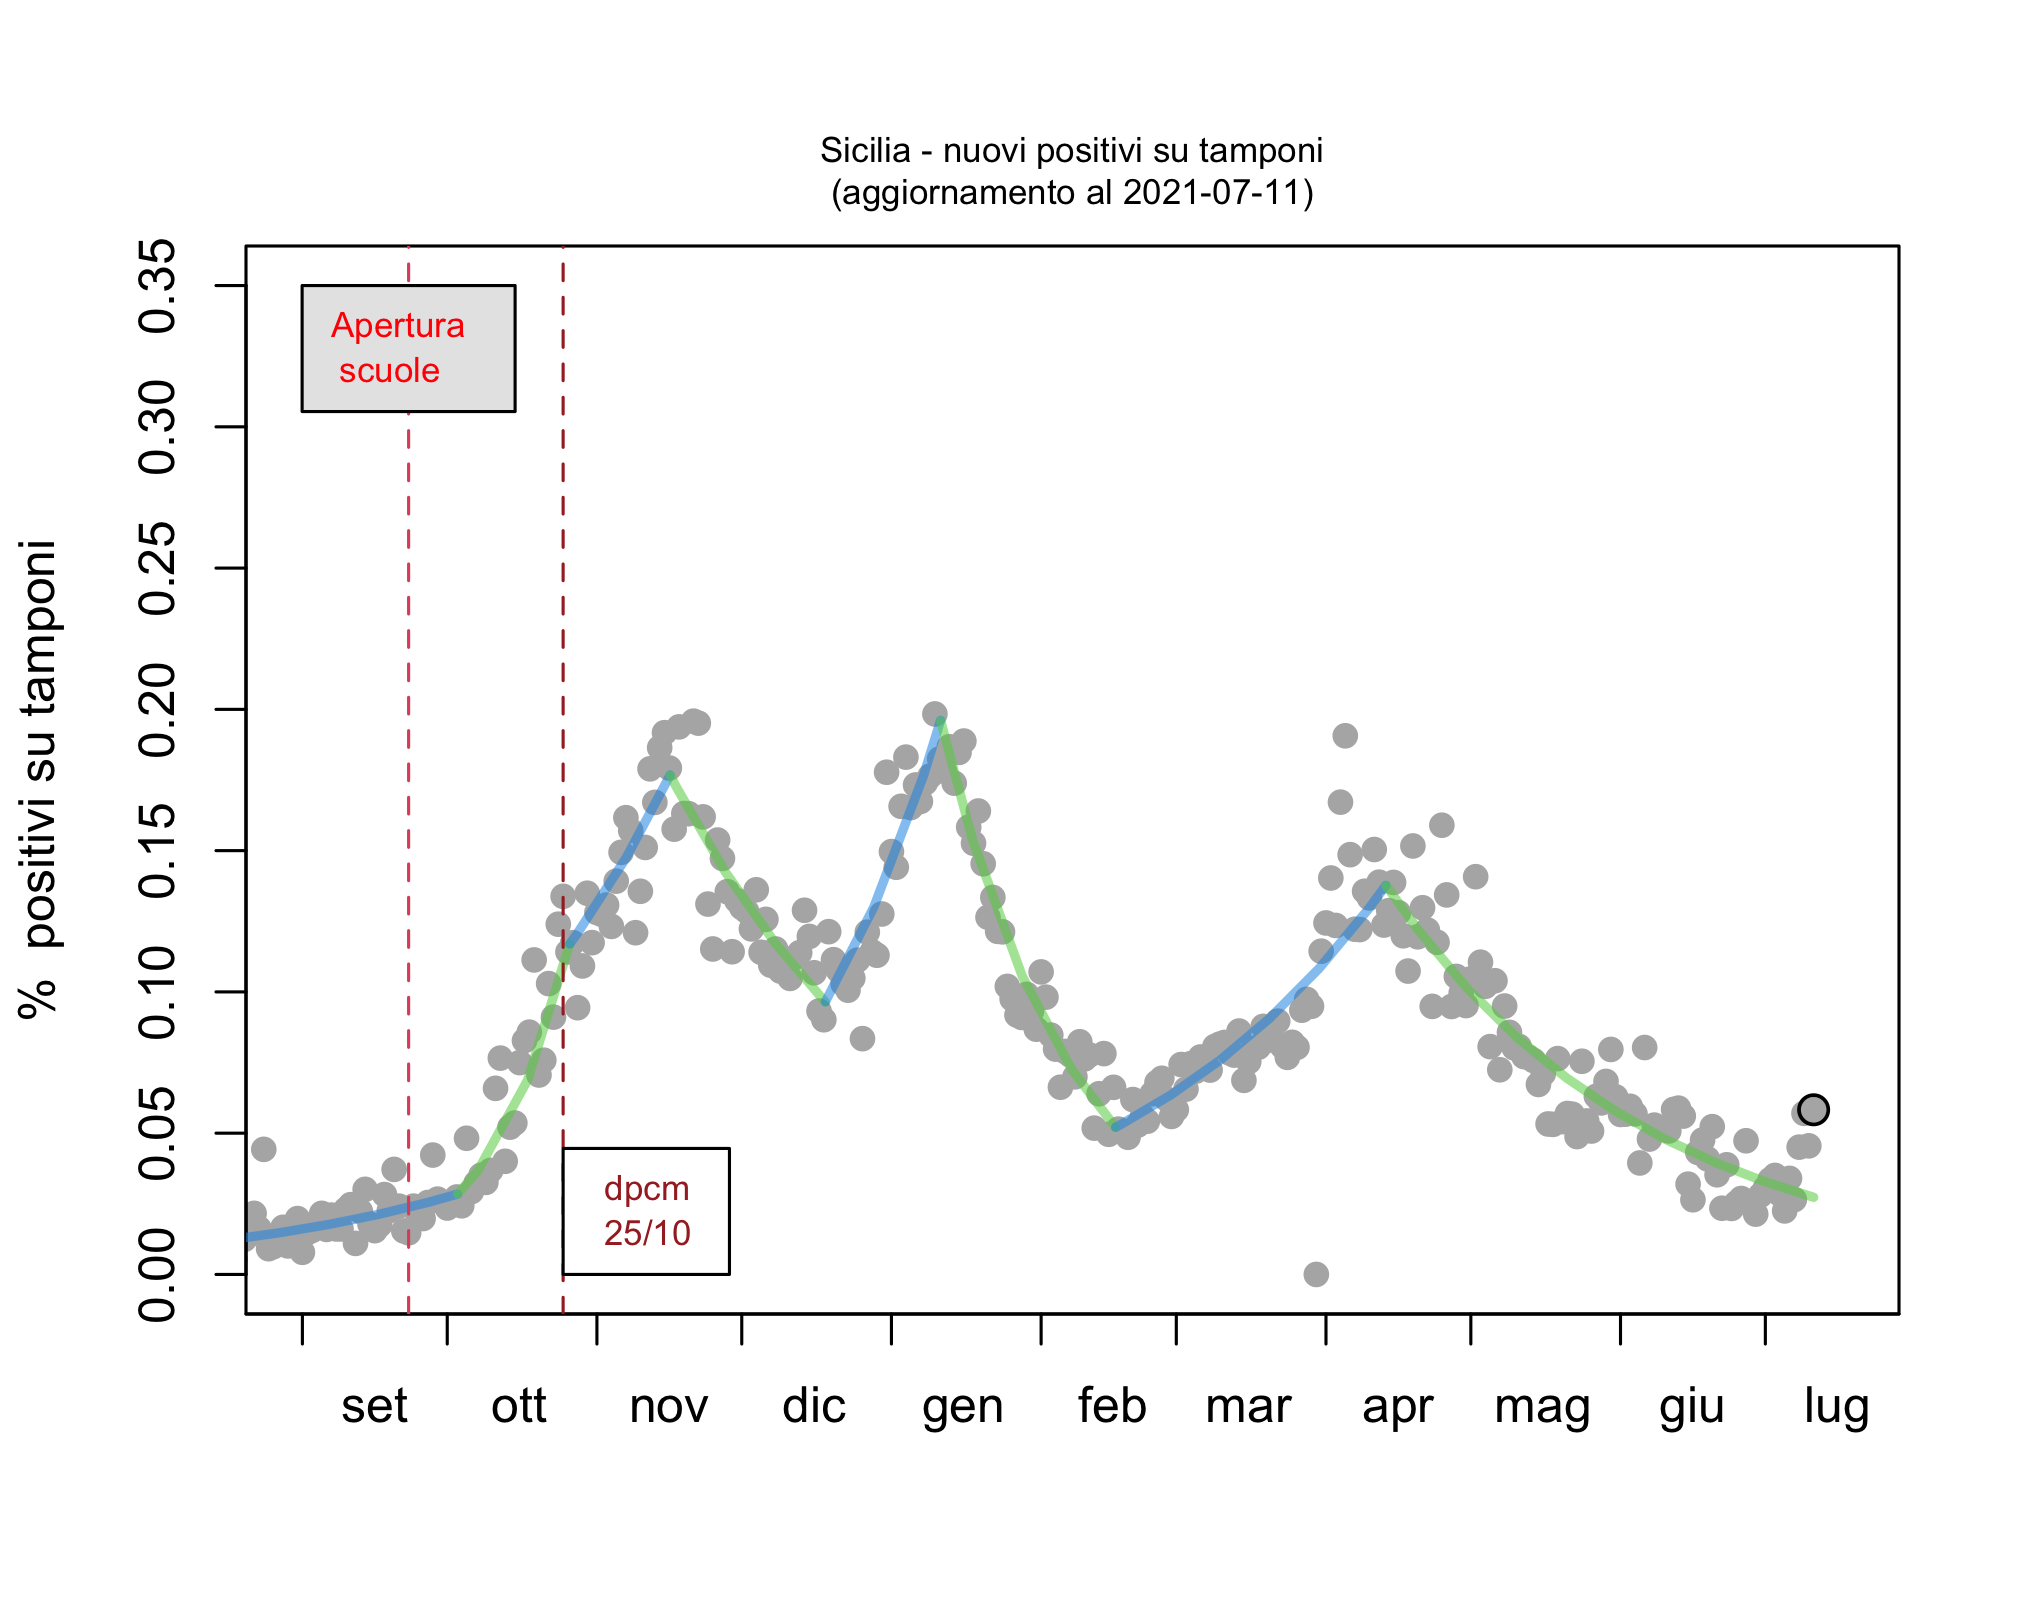 Sicilia - nuovi positivi su tamponi
(aggiornamento al 2021-07-11)
% positivi su tamponi
0.35
0.30
0.25
0.20
0.15
0.10
0.05
0.00
Apertura
scuole
dpcm
25/10
set ott nov dic gen feb mar apr mag giu lug